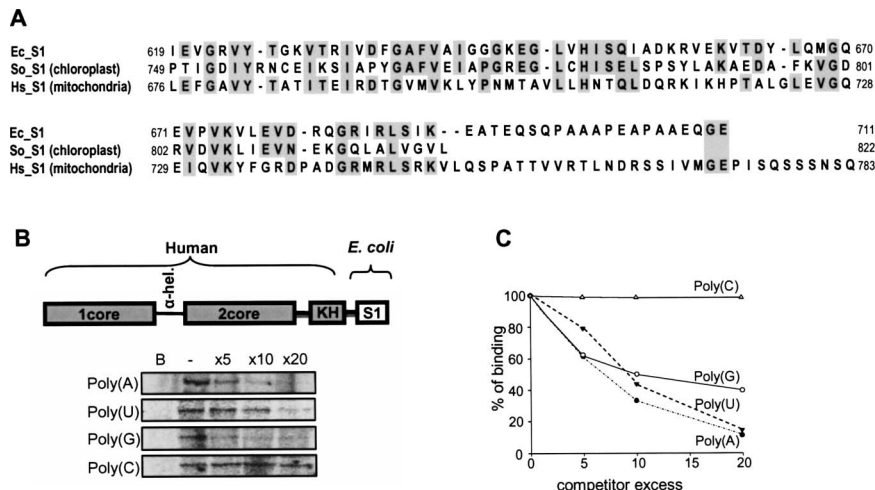 A
Ec_S1 619 I E V G R V Y - T G K V T R I V D F G A F V A I G G G K E G - L V H I S Q I A D K R V E K V T D Y - L Q M G Q 670
So_S1 (chloroplast) 749 P T I G D I Y R N C E I K S I A P Y G A F V E I A P G R E G - L C H I S E L S P S Y L A K A E D A - F K V G D 801
Hs_S1 (mitochondria) 676 L E F G A V Y - T A T I T E I R D T G V M V K L Y P N M T A V L L H N T Q L D Q R K I K H P T A L G L E V G Q 728
Ec_S1 671 E V P V K V L E V D - R Q G R I R L S I K - - E A T E Q S Q P A A A P E A P A A E Q G E 711
So_S1 (chloroplast) 802 R V D V K L I E V N - E K G Q L A L V G V L 822
Hs_S1 (mitochondria) 729 E I Q V K Y F G R D P A D G R M R L S R K V L Q S P A T T V V R T L N D R S S I V M G E P I S Q S S S N S Q 783
B
Human
E. coli
α-hel.
1core 2core KH S1
B - x5 x10 x20
Poly(A)
Poly(U)
Poly(G)
Poly(C)
C
% of binding
100
80
60
40
20
0
0 5 10 15 20
competitor excess
Poly(C)
Poly(G)
Poly(U)
Poly(A)